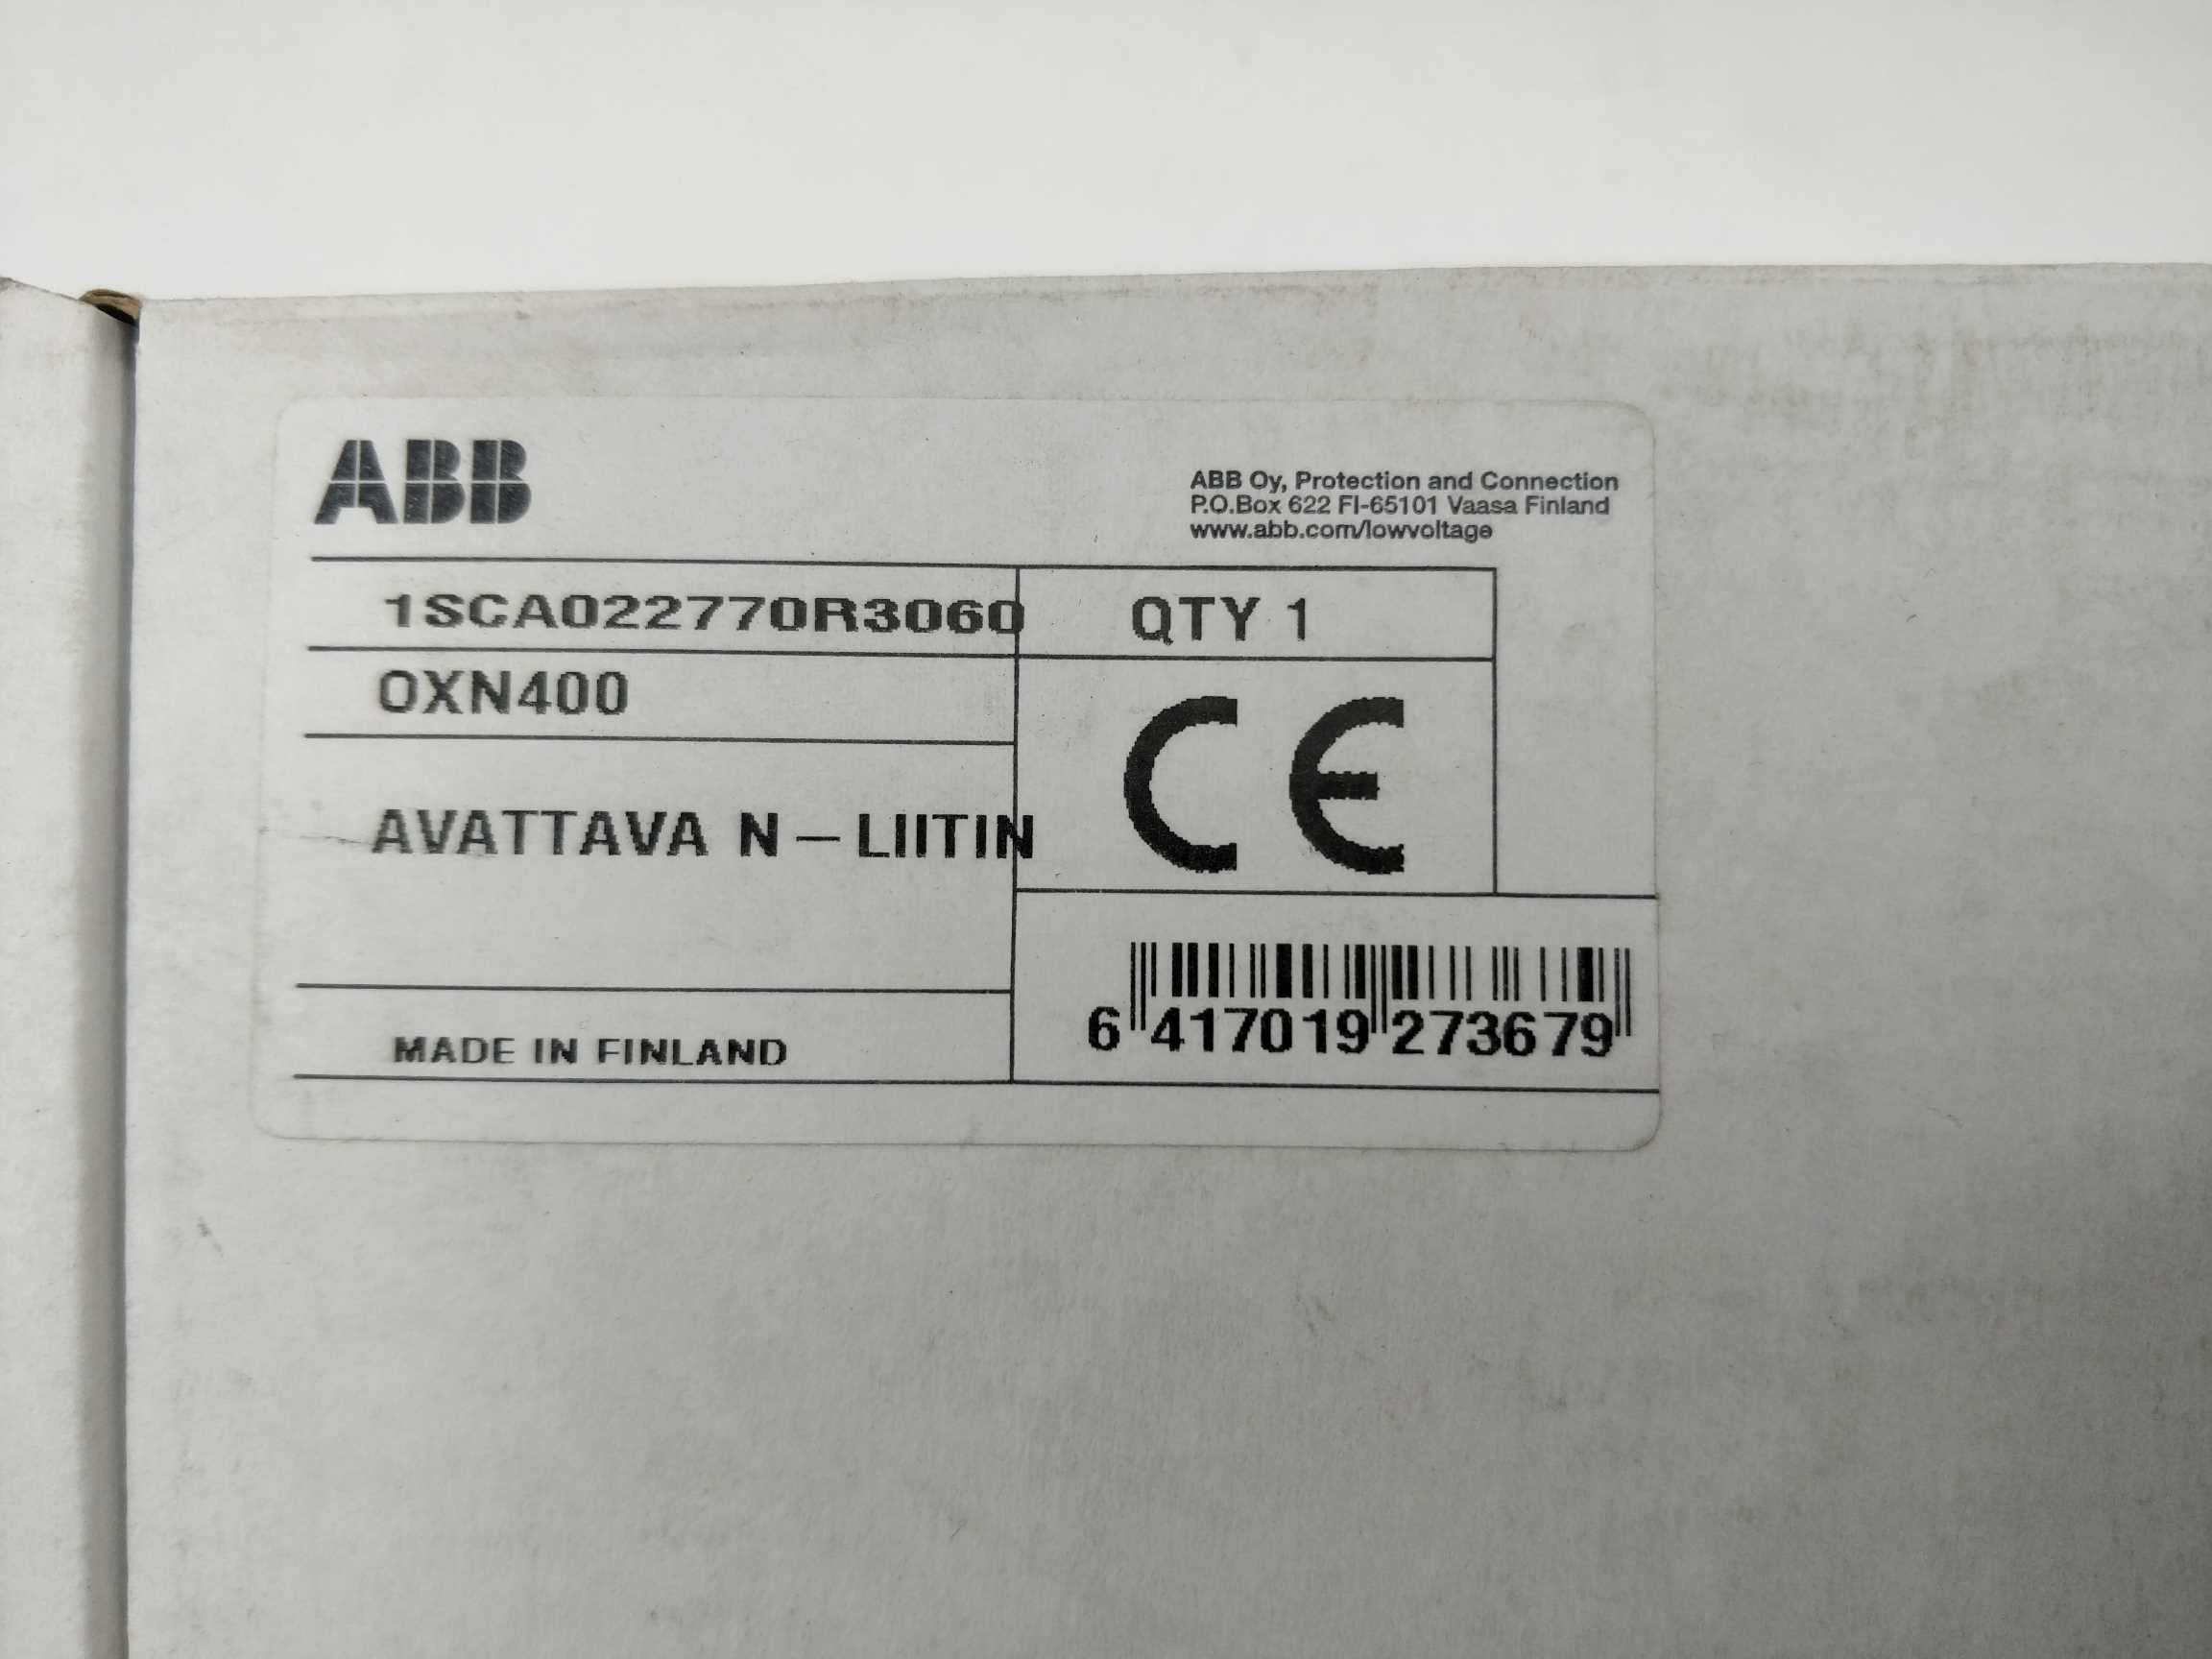 ABB
ABB Oy, Protection and Connection
P.O.Box 622 FI-65101 Vaasa Finland
www.abb.com/lowvoltage
1SCA022770R3060
QTY 1
OXN400
CE
AVATTAVA N-LIITIN
MADE IN FINLAND
6 417019 273679